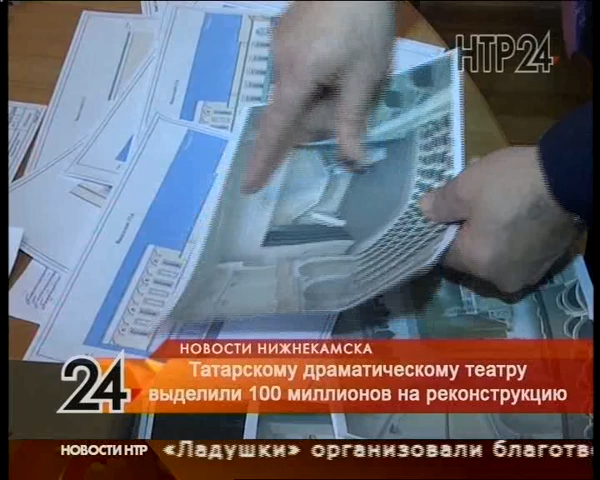 НТР24
НОВОСТИ НИЖНЕКАМСКА
24
Татарскому драматическому театру
выделили 100 миллионов на реконструкцию
НОВОСТИ НТР
«Ладушки» организовали благотв